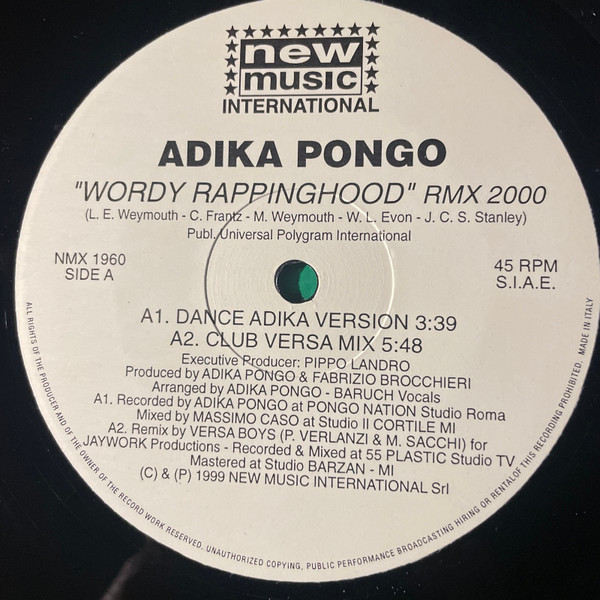 new
music
INTERNATIONAL
ADIKA PONGO
"WORDY RAPPINGHOOD" RMX 2000
(L. E. Weymouth - C. Frantz - M. Weymouth - W. L. Evon - J. C. S. Stanley)
Publ. Universal Polygram International
NMX 1960
SIDE A
45 RPM
S.I.A.E.
A1. DANCE ADIKA VERSION 3:39
A2. CLUB VERSA MIX 5:48
Executive Producer: PIPPO LANDRO
Produced by ADIKA PONGO & FABRIZIO BROCCHIERI
Arranged by ADIKA PONGO - BARUCH Vocals
A1. Recorded by ADIKA PONGO at PONGO NATION Studio Roma
Mixed by MASSIMO CASO at Studio II CORTILE MI
A2. Remix by VERSA BOYS (P. VERLANZI & M. SACCHI) for
JAYWORK Productions - Recorded & Mixed at 55 PLASTIC Studio TV
Mastered at Studio BARZAN - MI
(C) & (P) 1999 NEW MUSIC INTERNATIONAL Srl
ALL RIGHTS OF THE PRODUCER AND OF THE OWNER OF THE RECORD WORK RESERVED. UNAUTHORIZED COPYING, PUBLIC PERFORMANCE BROADCASTING HIRING OR RENTALOF THIS RECORDING PROHIBITED. MADE IN ITALY